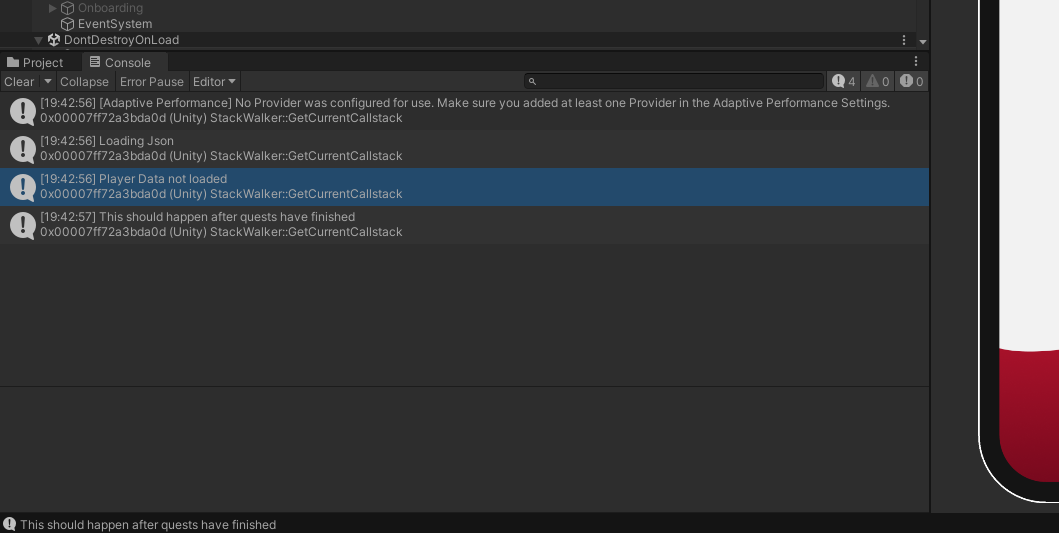 Onboarding
EventSystem
DontDestroyOnLoad
Project Console
Clear Collapse Error Pause Editor 4 0 0
[19:42:56] [Adaptive Performance] No Provider was configured for use. Make sure you added at least one Provider in the Adaptive Performance Settings.
0x00007ff72a3bda0d (Unity) StackWalker::GetCurrentCallstack
[19:42:56] Loading Json
0x00007ff72a3bda0d (Unity) StackWalker::GetCurrentCallstack
[19:42:56] Player Data not loaded
0x00007ff72a3bda0d (Unity) StackWalker::GetCurrentCallstack
[19:42:57] This should happen after quests have finished
0x00007ff72a3bda0d (Unity) StackWalker::GetCurrentCallstack
This should happen after quests have finished